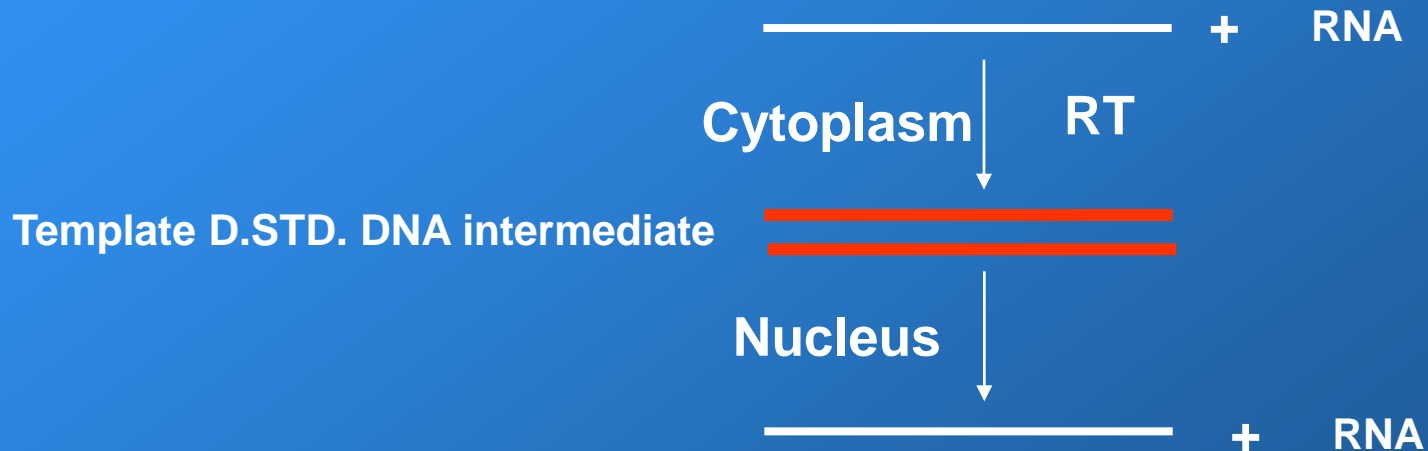 + RNA
Cytoplasm RT
Template D.STD. DNA intermediate
Nucleus
+ RNA